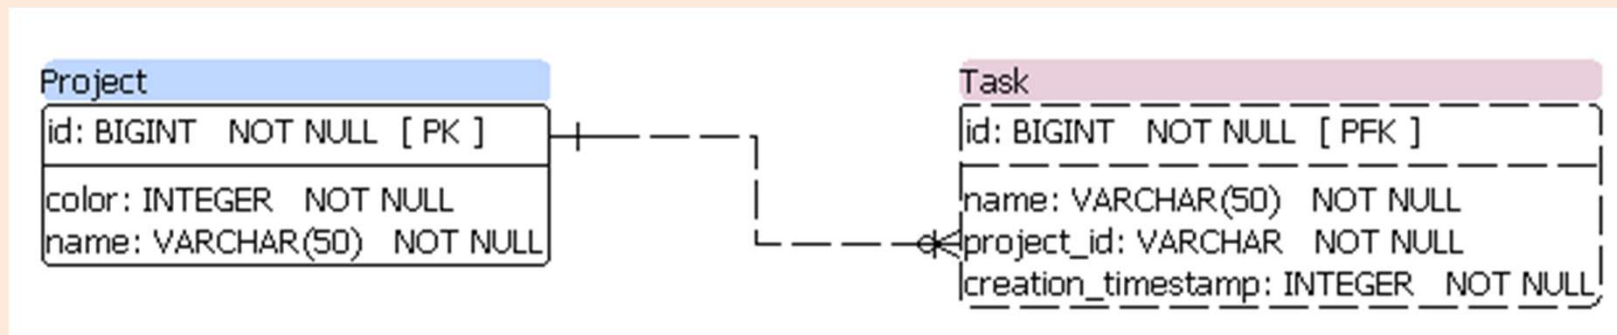 Project
id: BIGINT NOT NULL [ PK ]
color: INTEGER NOT NULL
name: VARCHAR(50) NOT NULL
Task
id: BIGINT NOT NULL [ PFK ]
name: VARCHAR(50) NOT NULL
project_id: VARCHAR NOT NULL
creation_timestamp: INTEGER NOT NULL